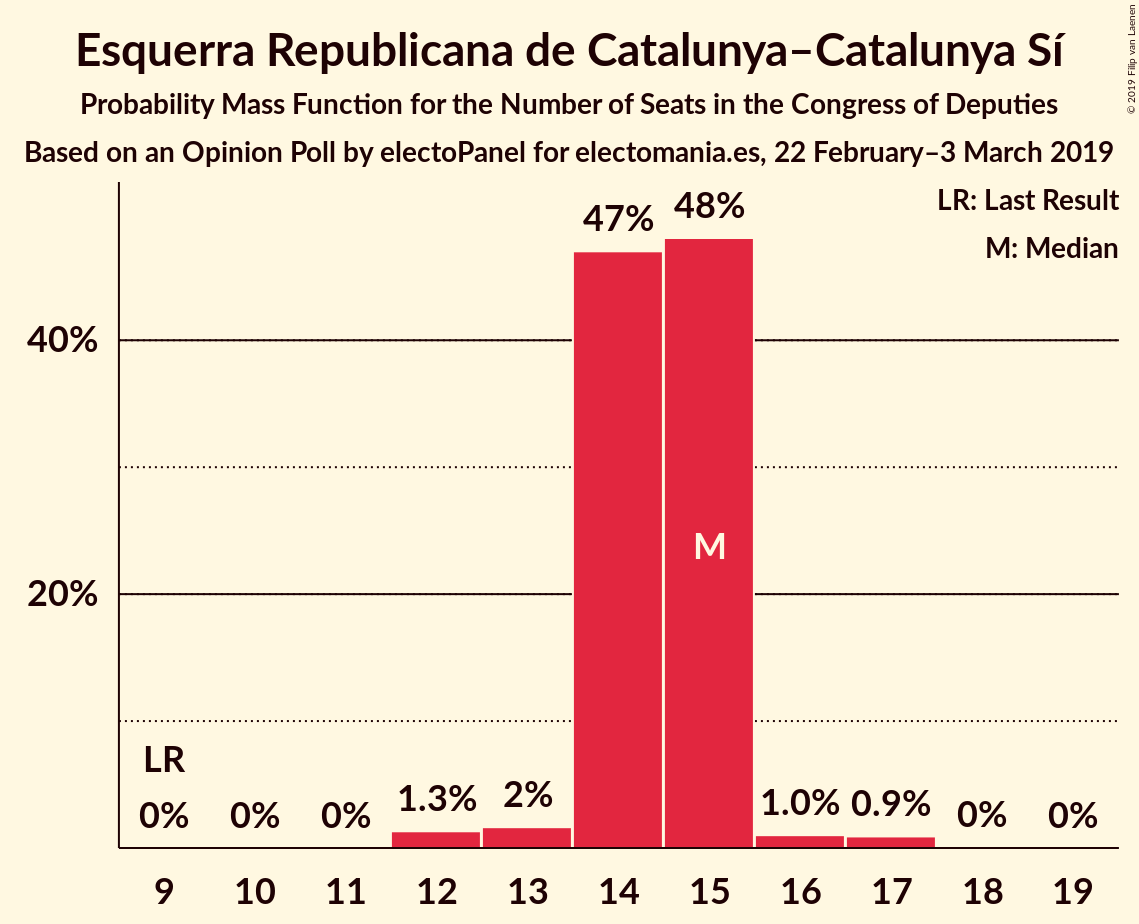 Esquerra Republicana de Catalunya–Catalunya Sí
Probability Mass Function for the Number of Seats in the Congress of Deputies
Based on an Opinion Poll by electoPanel for electomania.es, 22 February–3 March 2019
© 2019 Filip van Laenen
LR: Last Result
M: Median
47% 48%
40%
M
20%
LR
0% 0% 0% 1.3% 2% 1.0% 0.9% 0% 0%
9 10 11 12 13 14 15 16 17 18 19